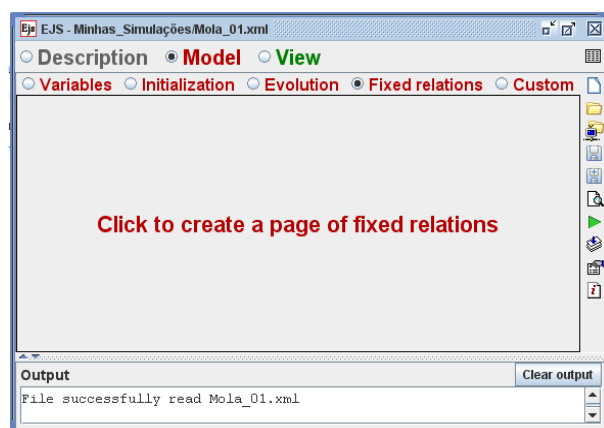 Ejs EJS - Minhas_Simulações/Mola_01.xml
Description Model View
Variables Initialization Evolution Fixed relations Custom
Click to create a page of fixed relations
Output Clear output
File successfully read Mola_01.xml